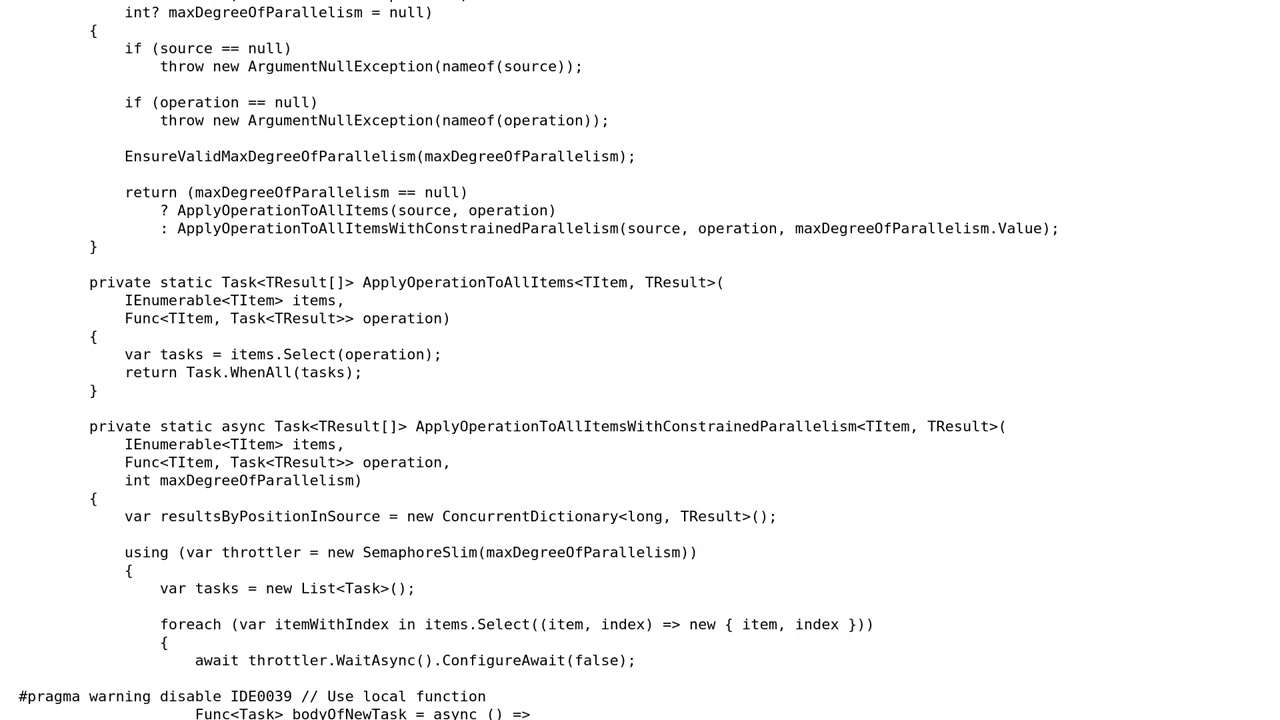 int? maxDegreeOfParallelism = null)
{
if (source == null)
throw new ArgumentNullException(nameof(source));
if (operation == null)
throw new ArgumentNullException(nameof(operation));
EnsureValidMaxDegreeOfParallelism(maxDegreeOfParallelism);
return (maxDegreeOfParallelism == null)
? ApplyOperationToAllItems(source, operation)
: ApplyOperationToAllItemsWithConstrainedParallelism(source, operation, maxDegreeOfParallelism.Value);
}
private static Task<TResult[]> ApplyOperationToAllItems<TItem, TResult>(
IEnumerable<TItem> items,
Func<TItem, Task<TResult>> operation)
{
var tasks = items.Select(operation);
return Task.WhenAll(tasks);
}
private static async Task<TResult[]> ApplyOperationToAllItemsWithConstrainedParallelism<TItem, TResult>(
IEnumerable<TItem> items,
Func<TItem, Task<TResult>> operation,
int maxDegreeOfParallelism)
{
var resultsByPositionInSource = new ConcurrentDictionary<long, TResult>();
using (var throttler = new SemaphoreSlim(maxDegreeOfParallelism))
{
var tasks = new List<Task>();
foreach (var itemWithIndex in items.Select((item, index) => new { item, index }))
{
await throttler.WaitAsync().ConfigureAwait(false);
#pragma warning disable IDE0039 // Use local function
Func<Task> bodyOfNewTask = async () =>